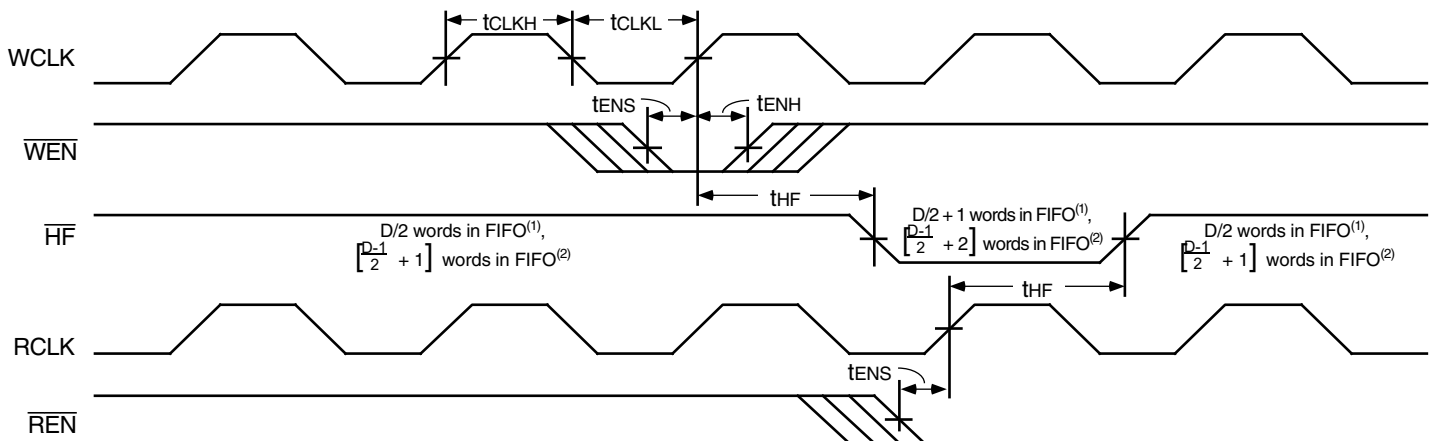 tCLKH
tCLKL
WCLK
tENS
tENH
WEN
tHF
HF
D/2 words in FIFO(1),
[D-1/2 + 1] words in FIFO(2)
D/2 + 1 words in FIFO(1),
[D-1/2 + 2] words in FIFO(2)
D/2 words in FIFO(1),
[D-1/2 + 1] words in FIFO(2)
tHF
RCLK
tENS
REN